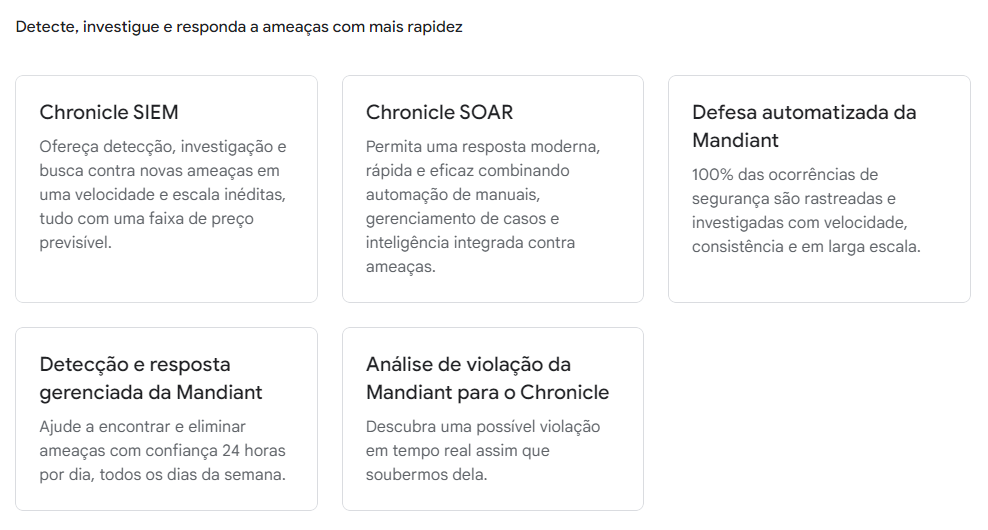 Detecte, investigue e responda a ameaças com mais rapidez
Chronicle SIEM
Ofereça detecção, investigação e
busca contra novas ameaças em
uma velocidade e escala inéditas,
tudo com uma faixa de preço
previsível.
Chronicle SOAR
Permita uma resposta moderna,
rápida e eficaz combinando
automação de manuais,
gerenciamento de casos e
inteligência integrada contra
ameaças.
Defesa automatizada da
Mandiant
100% das ocorrências de
segurança são rastreadas e
investigadas com velocidade,
consistência e em larga escala.
Detecção e resposta
gerenciada da Mandiant
Ajude a encontrar e eliminar
ameaças com confiança 24 horas
por dia, todos os dias da semana.
Análise de violação da
Mandiant para o Chronicle
Descubra uma possível violação
em tempo real assim que
soubermos dela.